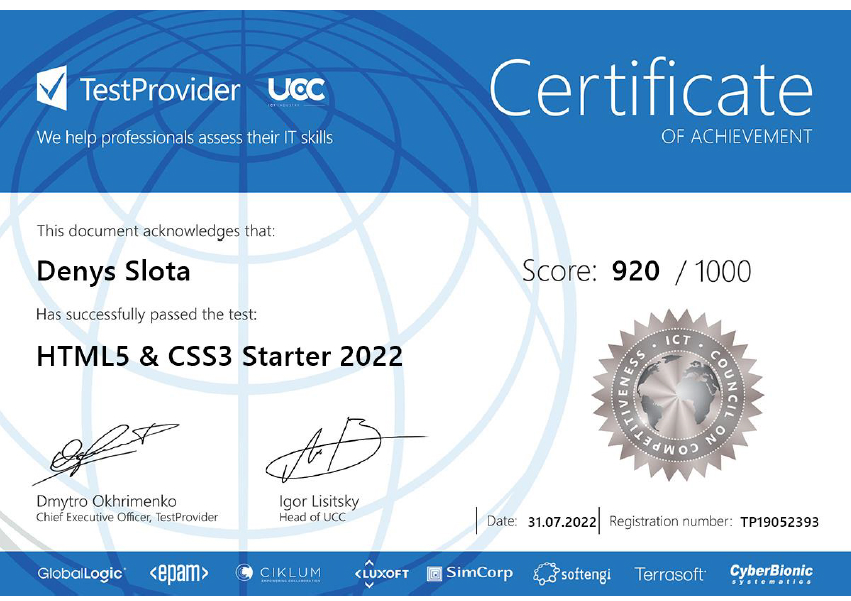 TestProvider
UCC
We help professionals assess their IT skills
Certificate
OF ACHIEVEMENT
This document acknowledges that:
Denys Slota
Score: 920 / 1000
Has successfully passed the test:
HTML5 & CSS3 Starter 2022
ICT · COUNCIL ON COMPETITIVENESS ·
Dmytro Okhrimenko
Chief Executive Officer, TestProvider
Igor Lisitsky
Head of UCC
Date: 31.07.2022
Registration number: TP19052393
GlobalLogic
<epam>
CIKLUM
LUXOFT
SimCorp
softengi
Terrasoft
CyberBionic
systematics